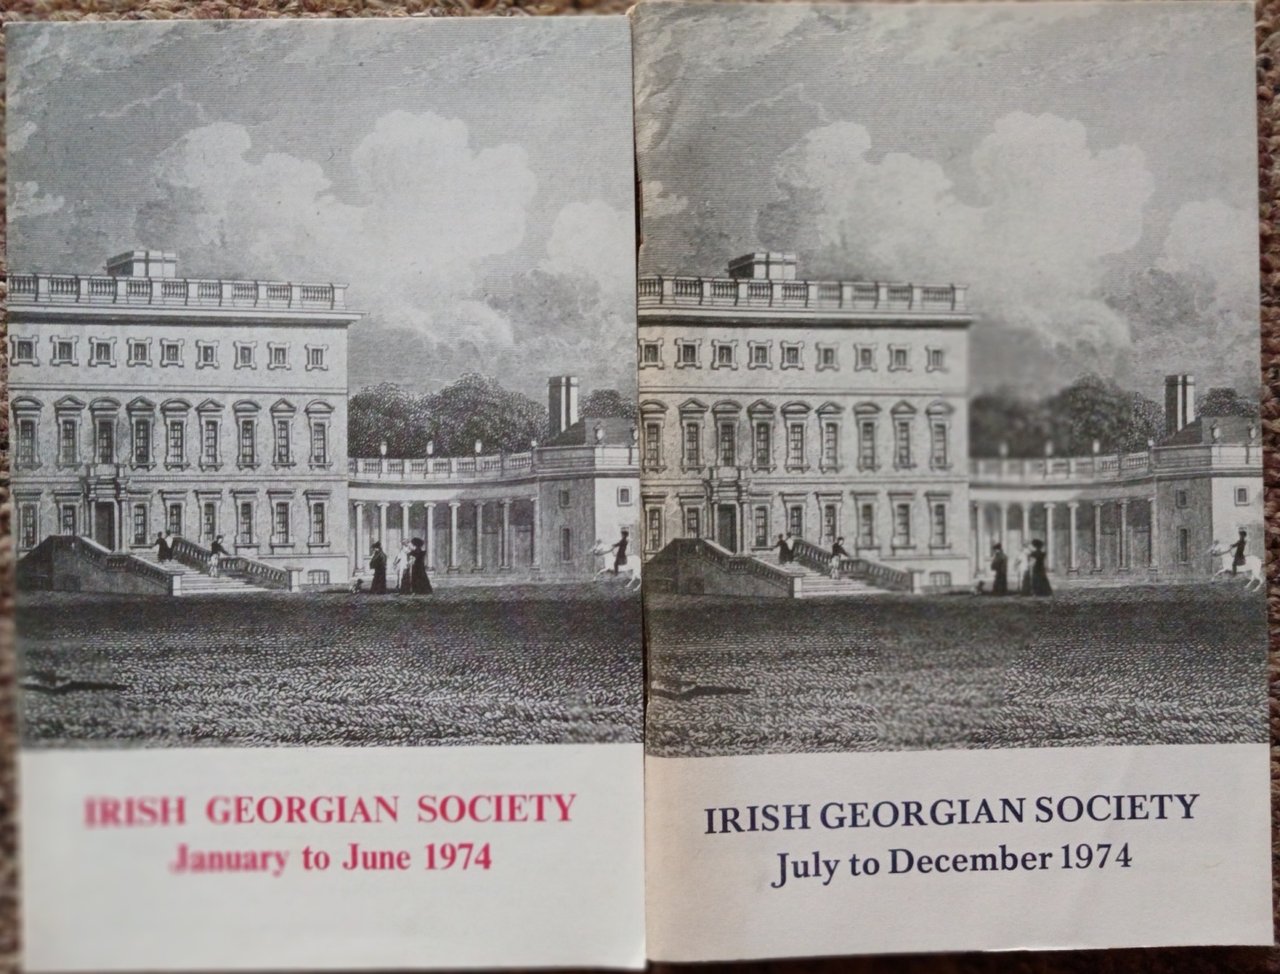 IRISH GEORGIAN SOCIETY
January to June 1974
IRISH GEORGIAN SOCIETY
July to December 1974